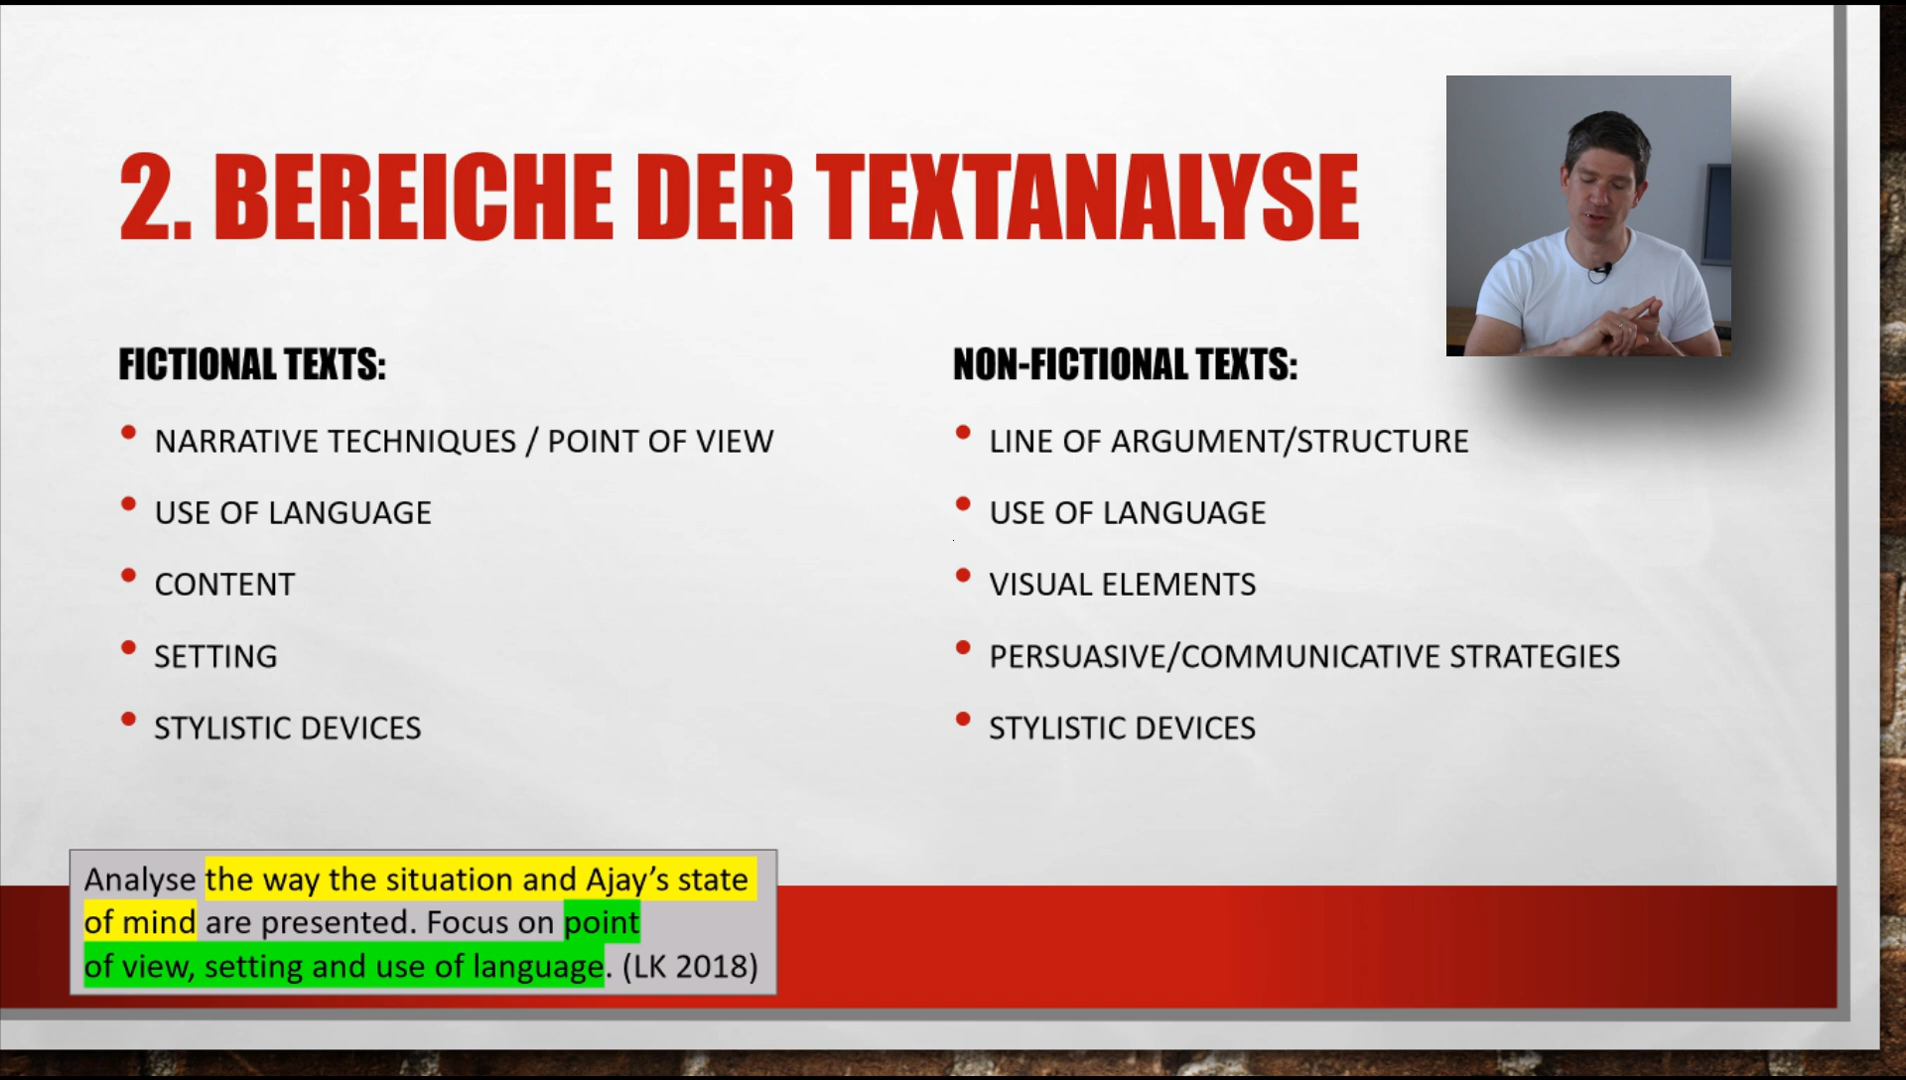 2. BEREICHE DER TEXTANALYSE
FICTIONAL TEXTS:
• NARRATIVE TECHNIQUES / POINT OF VIEW
• USE OF LANGUAGE
• CONTENT
• SETTING
• STYLISTIC DEVICES
NON-FICTIONAL TEXTS:
• LINE OF ARGUMENT/STRUCTURE
• USE OF LANGUAGE
• VISUAL ELEMENTS
• PERSUASIVE/COMMUNICATIVE STRATEGIES
• STYLISTIC DEVICES
Analyse the way the situation and Ajay’s state
of mind are presented. Focus on point
of view, setting and use of language. (LK 2018)